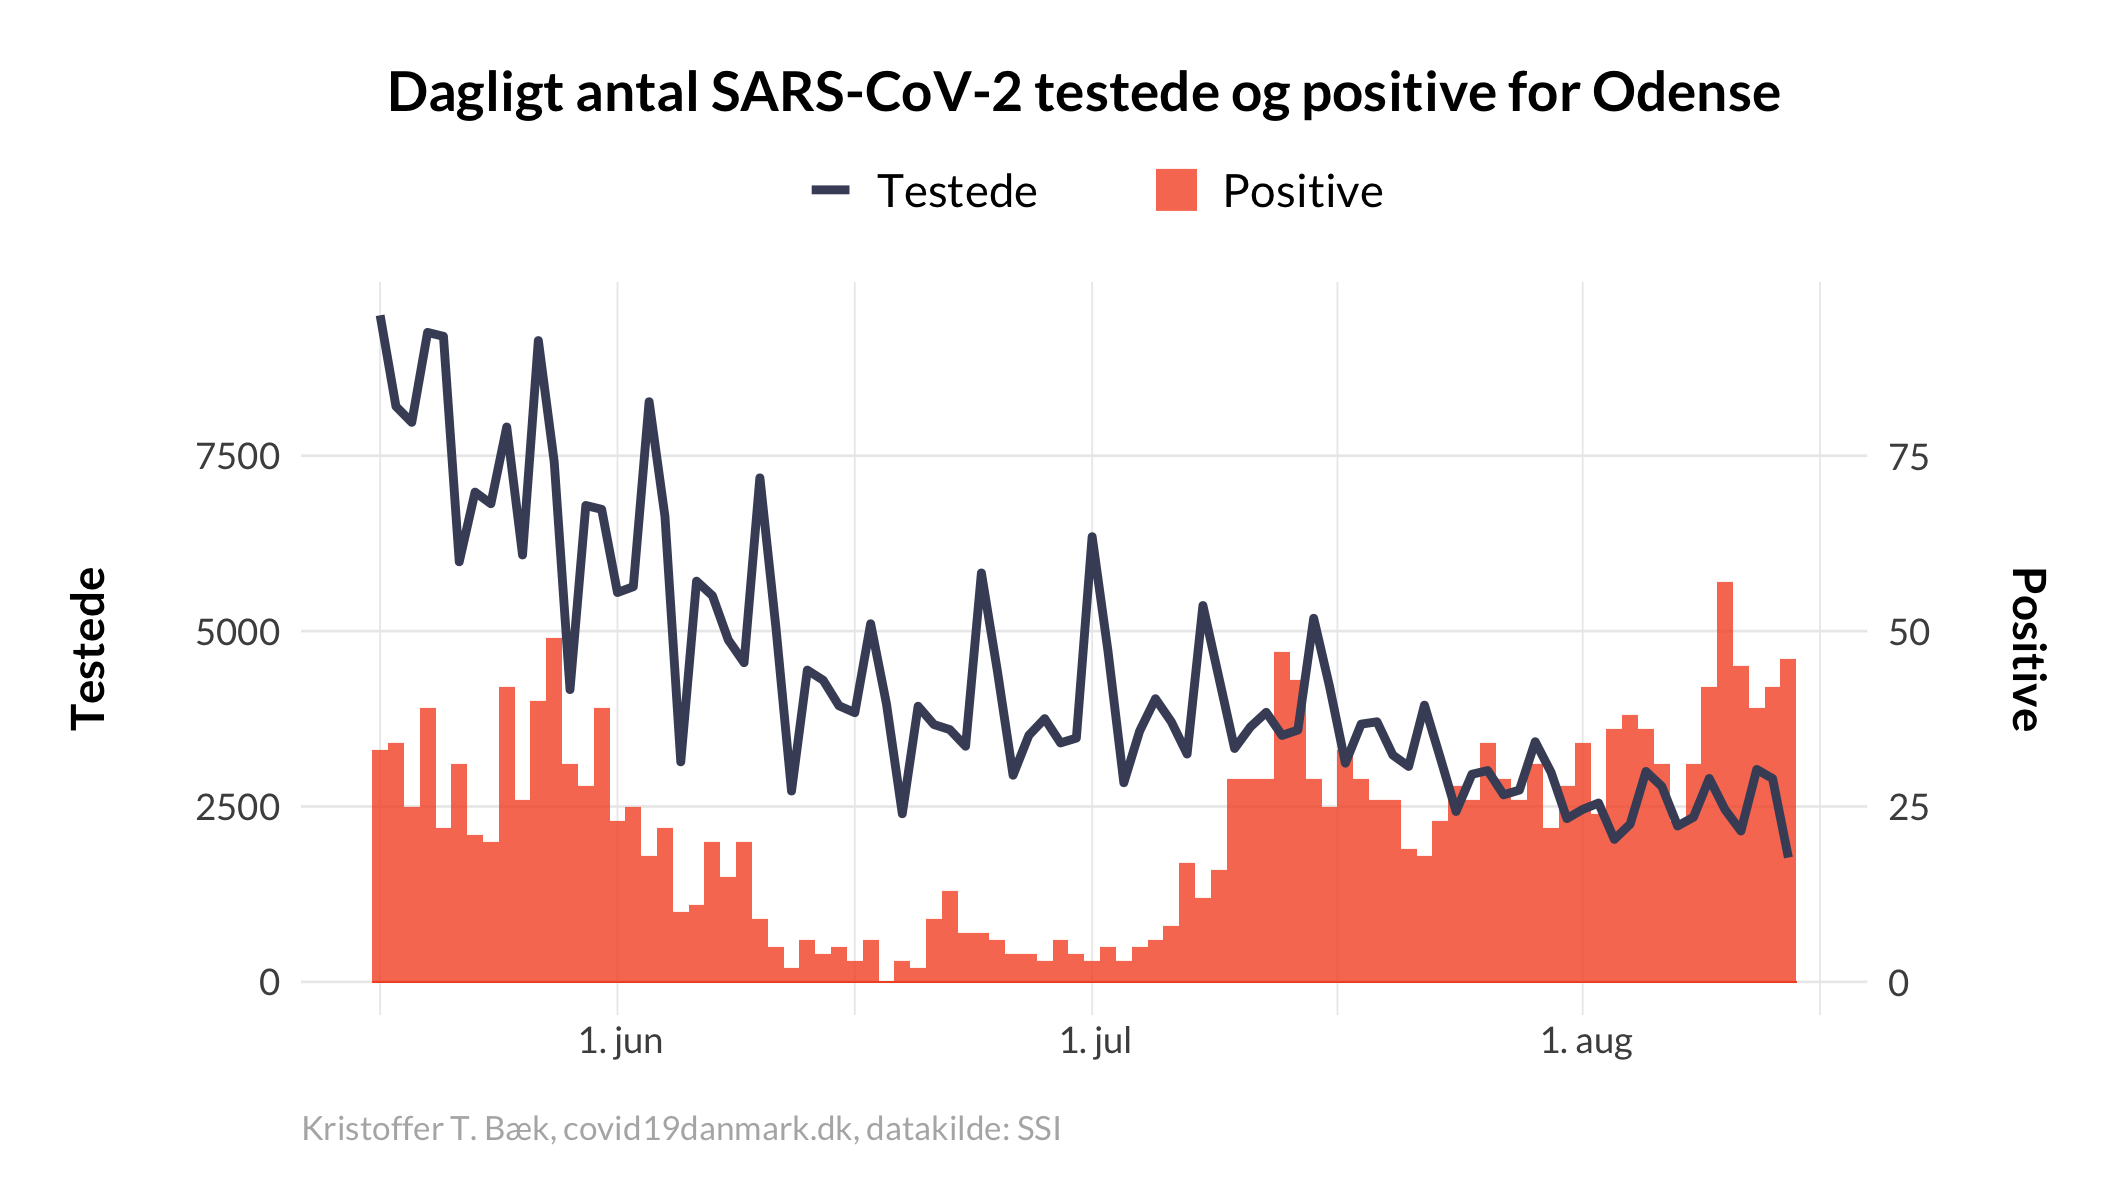 Dagligt antal SARS-CoV-2 testede og positive for Odense
Testede
Positive
7500
5000
2500
0
75
50
25
0
Testede
Positive
1. jun
1. jul
1. aug
Kristoffer T. Bæk, covid19danmark.dk, datakilde: SSI